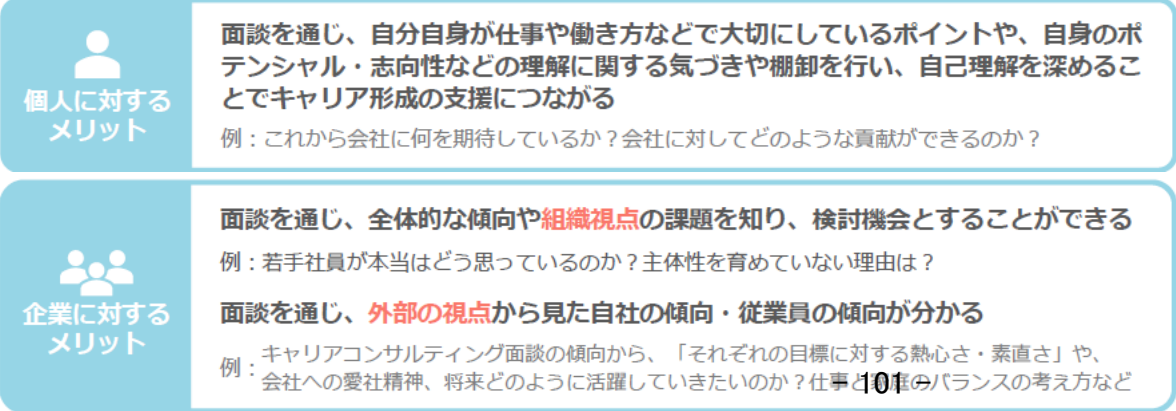 個人に対する
メリット
面談を通じ、自分自身が仕事や働き方などで大切にしているポイントや、自身のポ
テンシャル・志向性などの理解に関する気づきや棚卸を行い、自己理解を深めるこ
とでキャリア形成の支援につながる
例：これから会社に何を期待しているか？会社に対してどのような貢献ができるのか？
企業に対する
メリット
面談を通じ、全体的な傾向や組織視点の課題を知り、検討機会とすることができる
例：若手社員が本当はどう思っているのか？主体性を育めていない理由は？
面談を通じ、外部の視点から見た自社の傾向・従業員の傾向が分かる
例：キャリアコンサルティング面談の傾向から、「それぞれの目標に対する熱心さ・素直さ」や、
会社への愛社精神、将来どのように活躍していきたいのか？仕事と家庭のバランスの考え方など
- 101 -